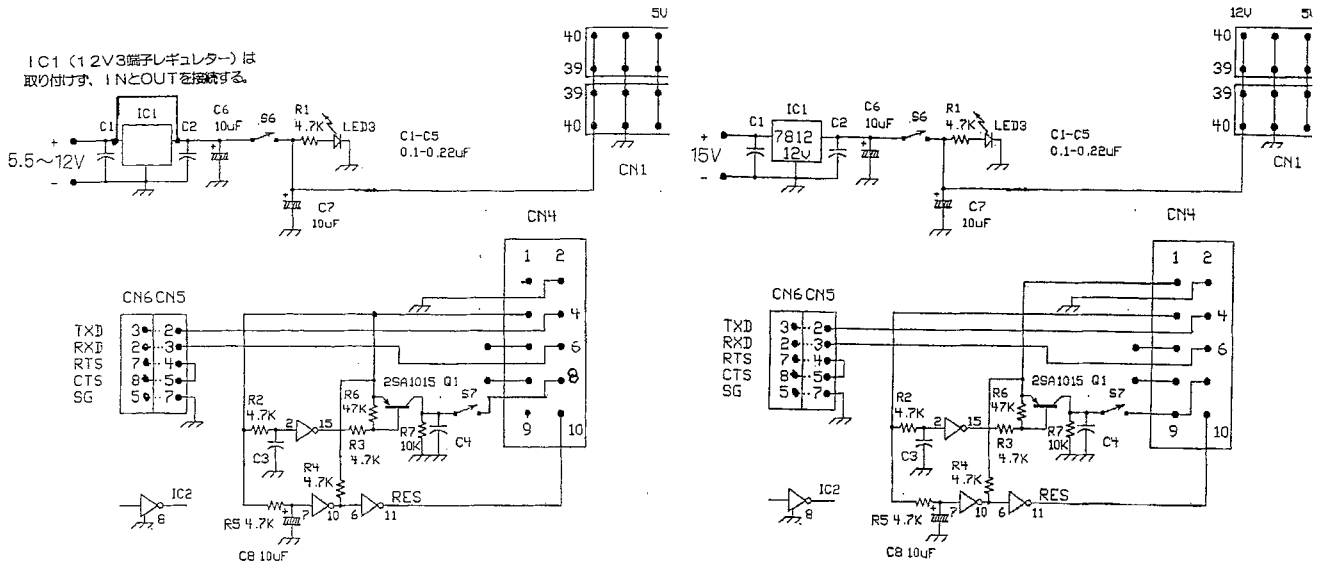 IC1(12V3端子レギュレター)は
取り付けず、INとOUTを接続する。
5V
40
39
39
40
CN1
C1
IC1
C2
C6
10uF
S6
R1
4.7K
LED3
C1-C5
0.1-0.22uF
+
5.5~12V
-
+
C7
10uF
CN4
1 2
4
6
8
9 10
CN6 CN5
TXD 3 2
RXD 2 3
RTS 7 4
CTS 8 5
SG 5 7
2SA1015 Q1
S7
R6
47K
R2
4.7K
2
15
R3
4.7K
R7
10K
C4
C3
R4
4.7K
RES
IC2
8
R5 4.7K
+
7
10
6
11
C8 10uF
12V
40
39
39
40
CN1
C1
IC1
7812
12v
C2
C6
10uF
S6
R1
4.7K
LED3
C1-C5
0.1-0.22uF
+
15V
-
+
C7
10uF
CN4
1 2
4
6
9 10
CN6 CN5
TXD 3 2
RXD 2 3
RTS 7 4
CTS 8 5
SG 5 7
2SA1015 Q1
S7
R6
47K
R2
4.7K
2
15
R3
4.7K
R7
10K
C4
C3
R4
4.7K
RES
IC2
8
R5 4.7K
+
7
10
6
11
C8 10uF